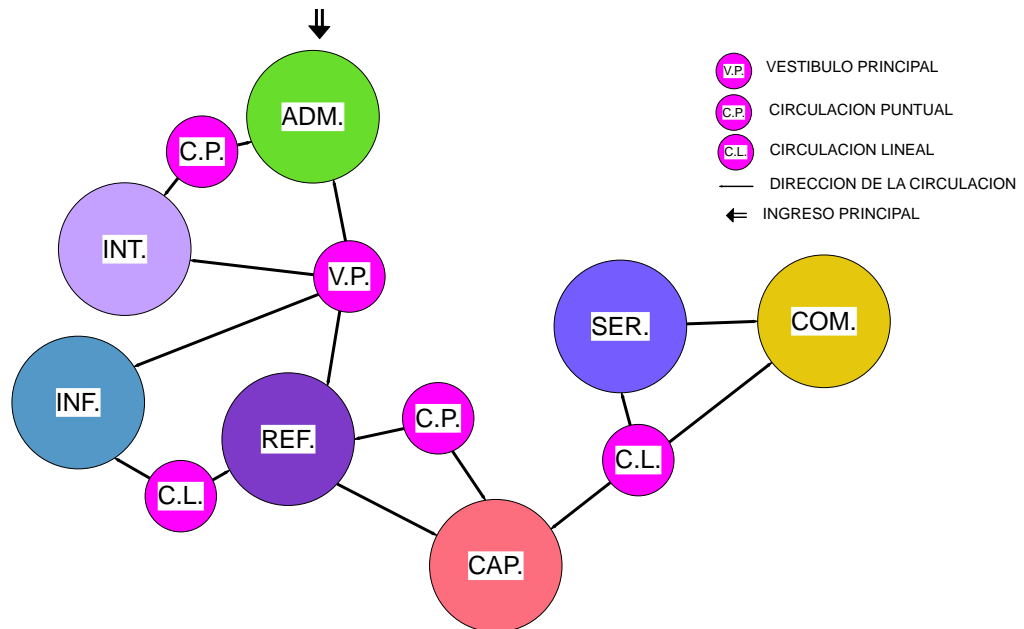 ADM.
C.P.
INT.
V.P.
INF.
REF.
C.P.
C.L.
CAP.
SER.
COM.
C.L.
V.P. VESTIBULO PRINCIPAL
C.P. CIRCULACION PUNTUAL
C.L. CIRCULACION LINEAL
DIRECCION DE LA CIRCULACION
INGRESO PRINCIPAL